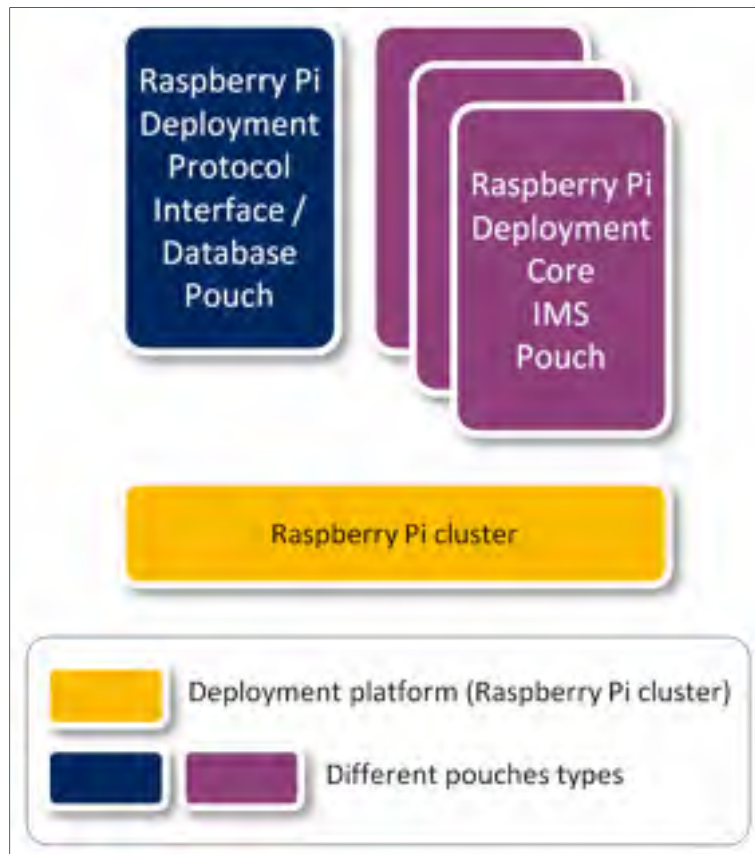 Raspberry Pi
Deployment
Protocol
Interface /
Database
Pouch
Raspberry Pi
Deployment
Core
IMS
Pouch
Raspberry Pi cluster
Deployment platform (Raspberry Pi cluster)
Different pouches types